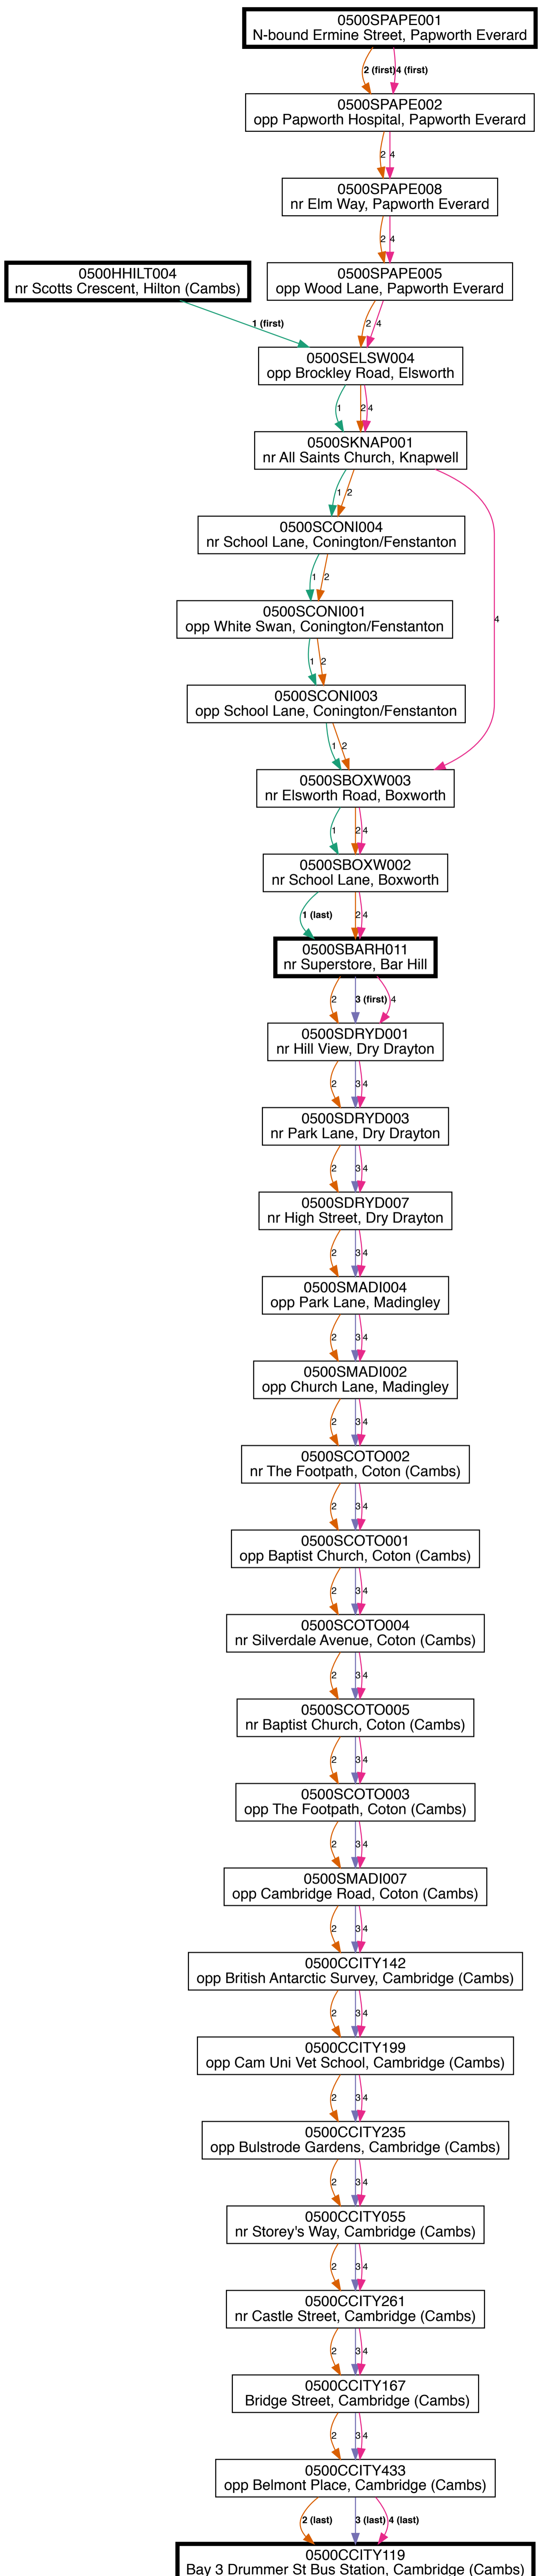 0500SPAPE001
N-bound Ermine Street, Papworth Everard
2 (first)
4 (first)
0500SPAPE002
opp Papworth Hospital, Papworth Everard
2
4
0500SPAPE008
nr Elm Way, Papworth Everard
2
4
0500HHILT004
nr Scotts Crescent, Hilton (Cambs)
0500SPAPE005
opp Wood Lane, Papworth Everard
1 (first)
2
4
0500SELSW004
opp Brockley Road, Elsworth
1
2
4
0500SKNAP001
nr All Saints Church, Knapwell
1
2
0500SCONI004
nr School Lane, Conington/Fenstanton
1
2
0500SCONI001
opp White Swan, Conington/Fenstanton
4
1
2
0500SCONI003
opp School Lane, Conington/Fenstanton
1
2
0500SBOXW003
nr Elsworth Road, Boxworth
1
2
4
0500SBOXW002
nr School Lane, Boxworth
1 (last)
2
4
0500SBARH011
nr Superstore, Bar Hill
2
3 (first)
4
0500SDRYD001
nr Hill View, Dry Drayton
2
3
4
0500SDRYD003
nr Park Lane, Dry Drayton
2
3
4
0500SDRYD007
nr High Street, Dry Drayton
2
3
4
0500SMADI004
opp Park Lane, Madingley
2
3
4
0500SMADI002
opp Church Lane, Madingley
2
3
4
0500SCOTO002
nr The Footpath, Coton (Cambs)
2
3
4
0500SCOTO001
opp Baptist Church, Coton (Cambs)
2
3
4
0500SCOTO004
nr Silverdale Avenue, Coton (Cambs)
2
3
4
0500SCOTO005
nr Baptist Church, Coton (Cambs)
2
3
4
0500SCOTO003
opp The Footpath, Coton (Cambs)
2
3
4
0500SMADI007
opp Cambridge Road, Coton (Cambs)
2
3
4
0500CCITY142
opp British Antarctic Survey, Cambridge (Cambs)
2
3
4
0500CCITY199
opp Cam Uni Vet School, Cambridge (Cambs)
2
3
4
0500CCITY235
opp Bulstrode Gardens, Cambridge (Cambs)
2
3
4
0500CCITY055
nr Storey's Way, Cambridge (Cambs)
2
3
4
0500CCITY261
nr Castle Street, Cambridge (Cambs)
2
3
4
0500CCITY167
Bridge Street, Cambridge (Cambs)
2
3
4
0500CCITY433
opp Belmont Place, Cambridge (Cambs)
2 (last)
3 (last)
4 (last)
0500CCITY119
Bay 3 Drummer St Bus Station, Cambridge (Cambs)